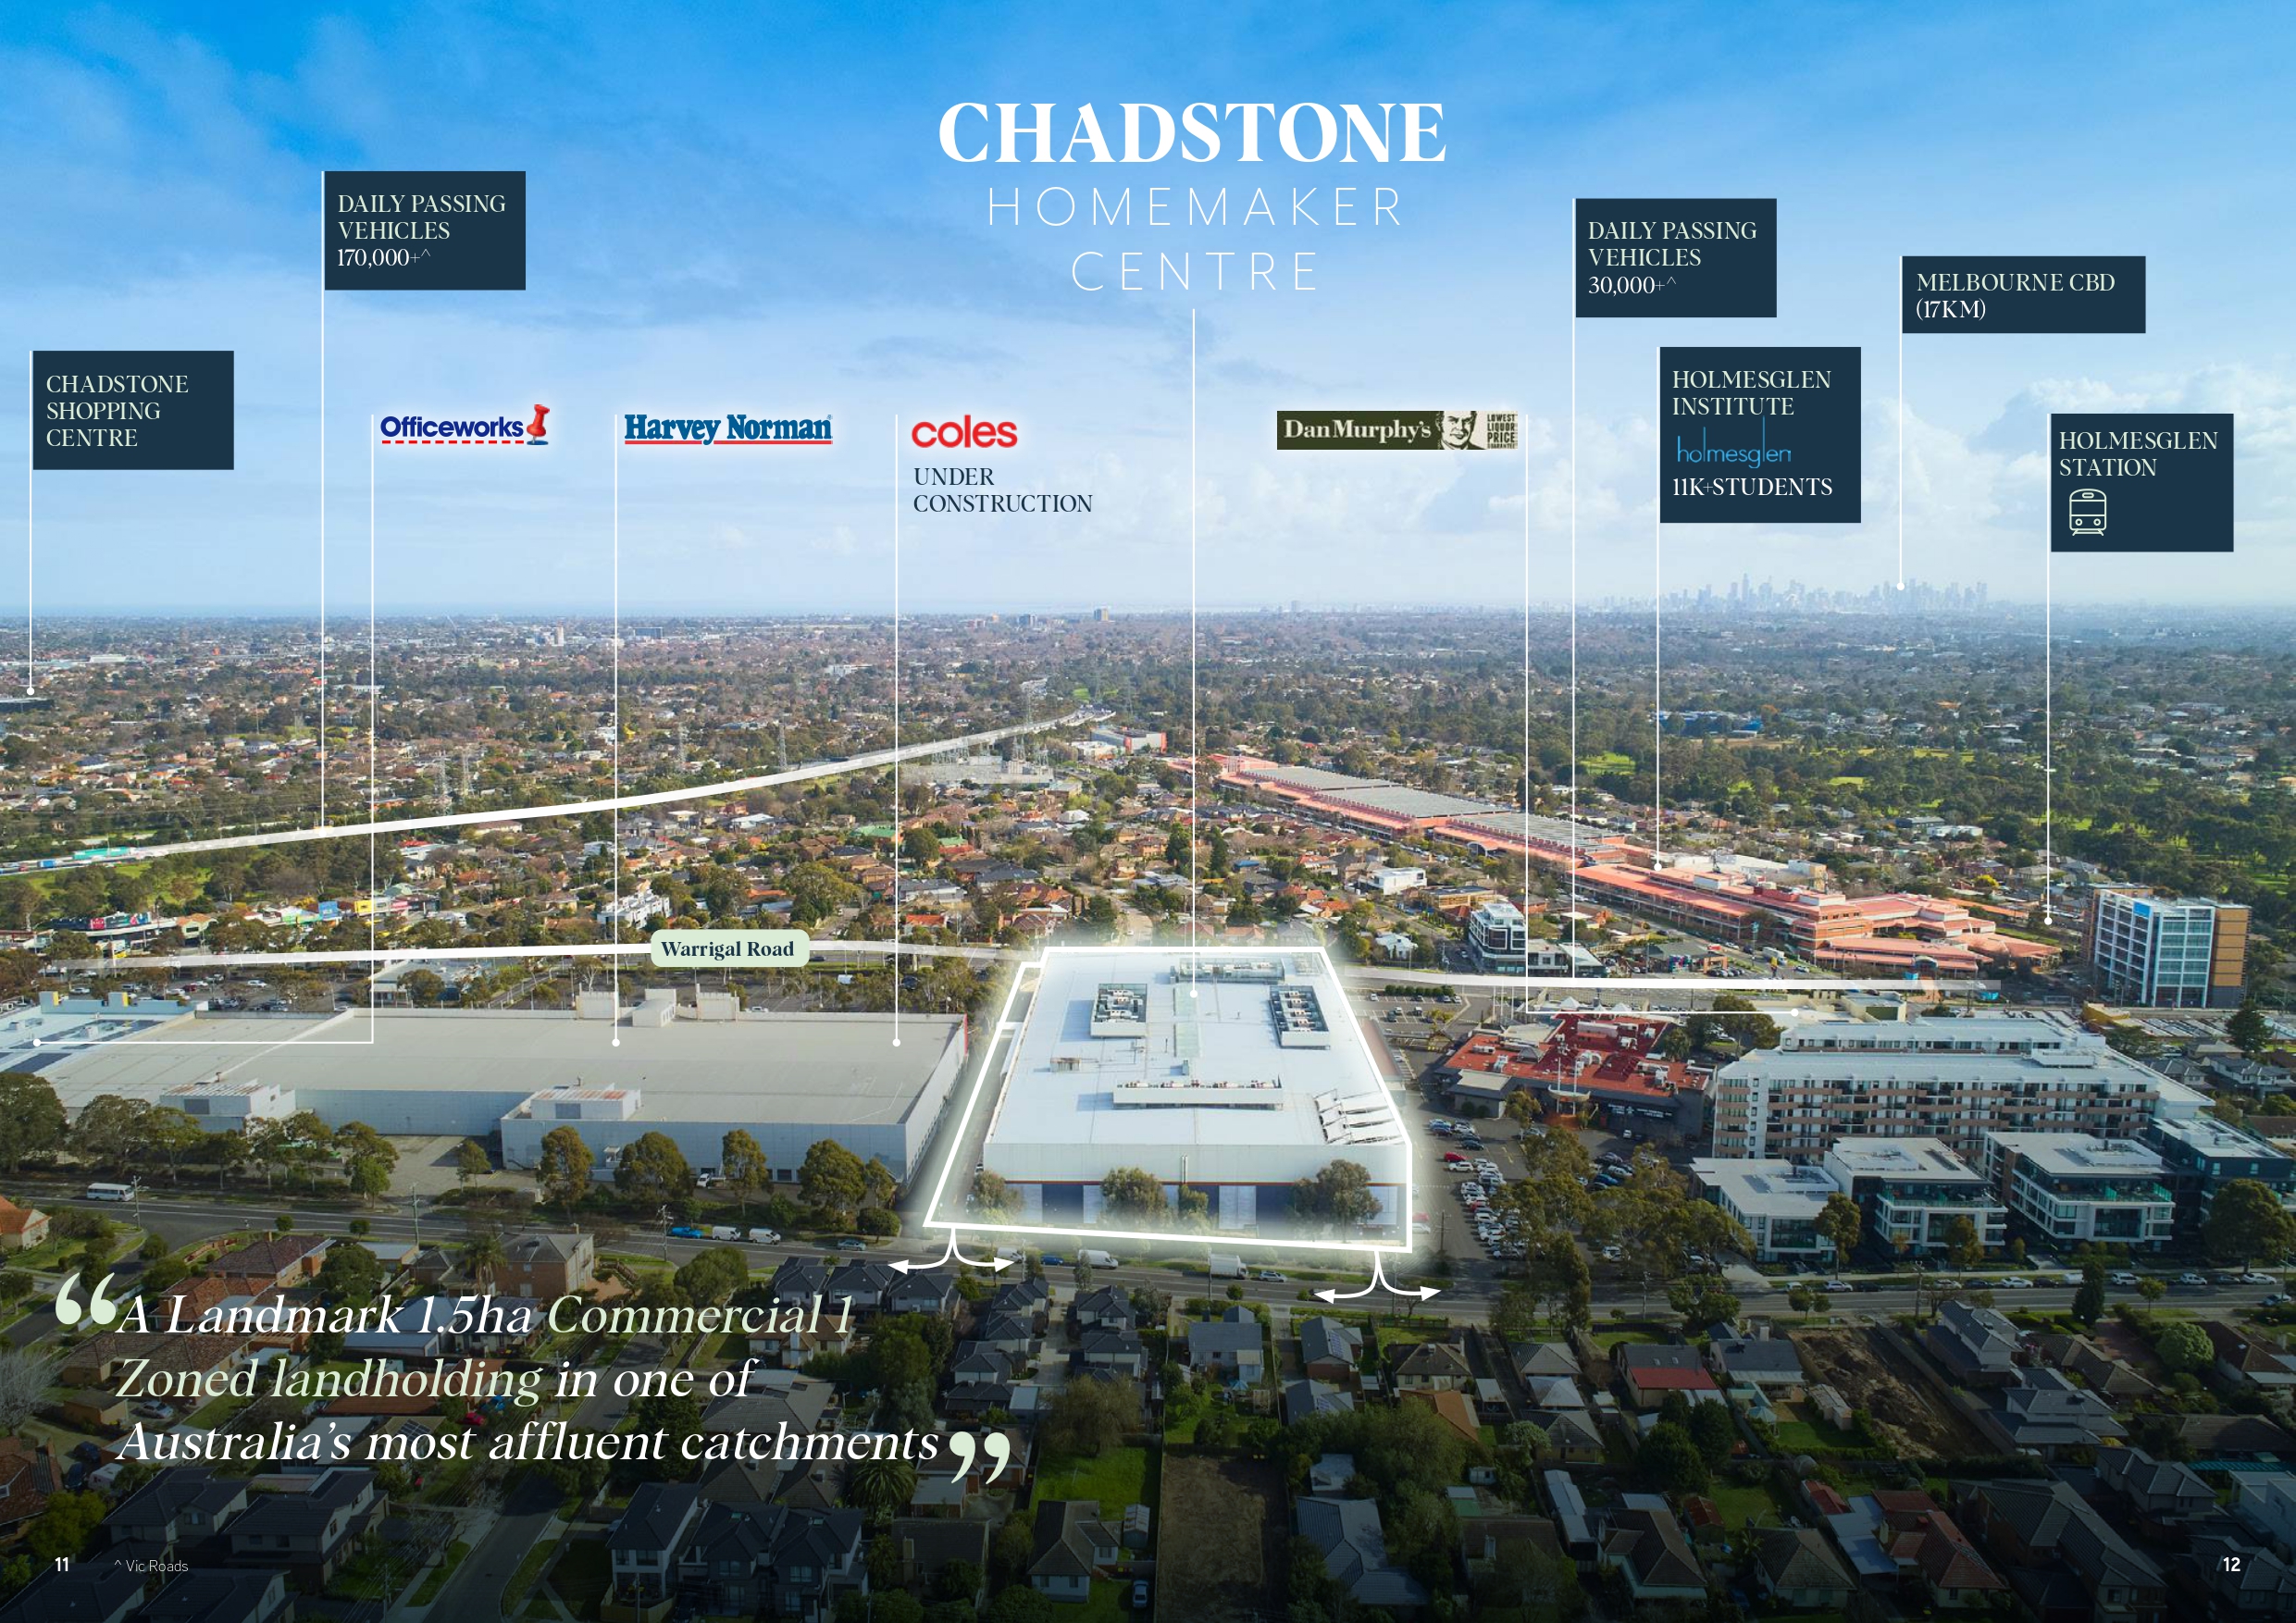 CHADSTONE
HOMEMAKER
CENTRE
DAILY PASSING
VEHICLES
170,000+^
DAILY PASSING
VEHICLES
30,000+^
MELBOURNE CBD
(17KM)
CHADSTONE
SHOPPING
CENTRE
Officeworks
Harvey Norman
coles
UNDER
CONSTRUCTION
Dan Murphy's
LOWEST
LIQUOR
PRICE
GUARANTEE
HOLMESGLEN
INSTITUTE
holmesglen
11K+STUDENTS
HOLMESGLEN
STATION
Warrigal Road
“A Landmark 1.5ha Commercial 1
Zoned landholding in one of
Australia’s most affluent catchments”
11
^ Vic Roads
12